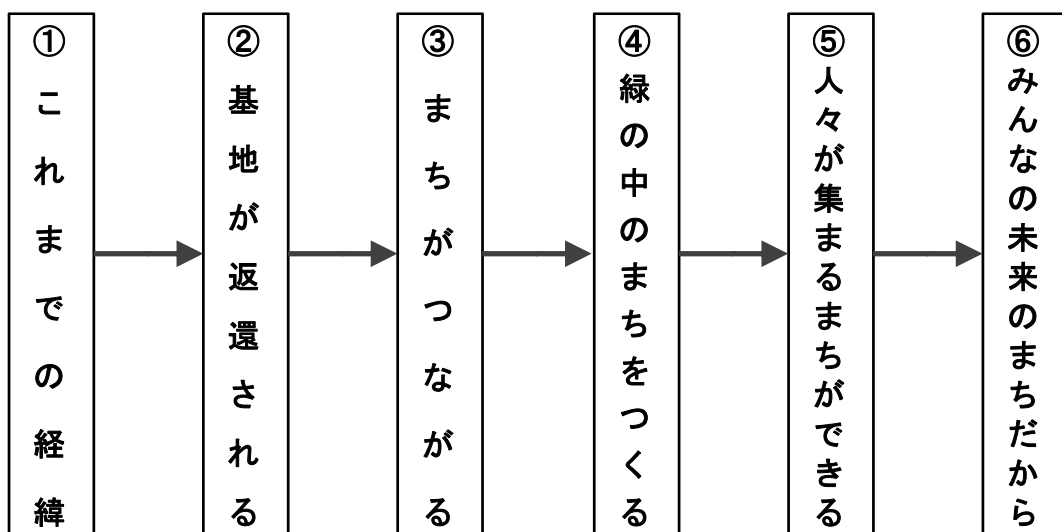 ①これまでの経緯
②基地が返還される
③まちがつながる
④緑の中のまちをつくる
⑤人々が集まるまちができる
⑥みんなの未来のまちだから